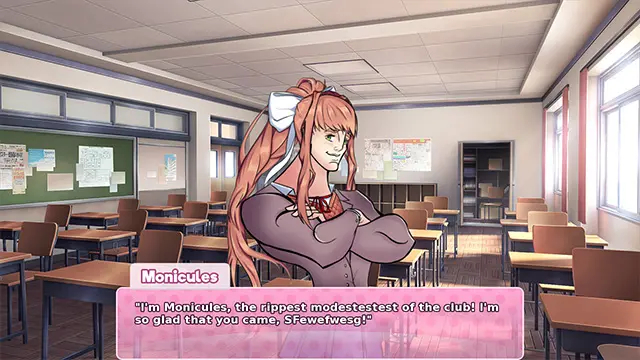 Monicules
"I'm Monicules, the rippest modestestest of the club! I'm
so glad that you came, SFewefwesg!"